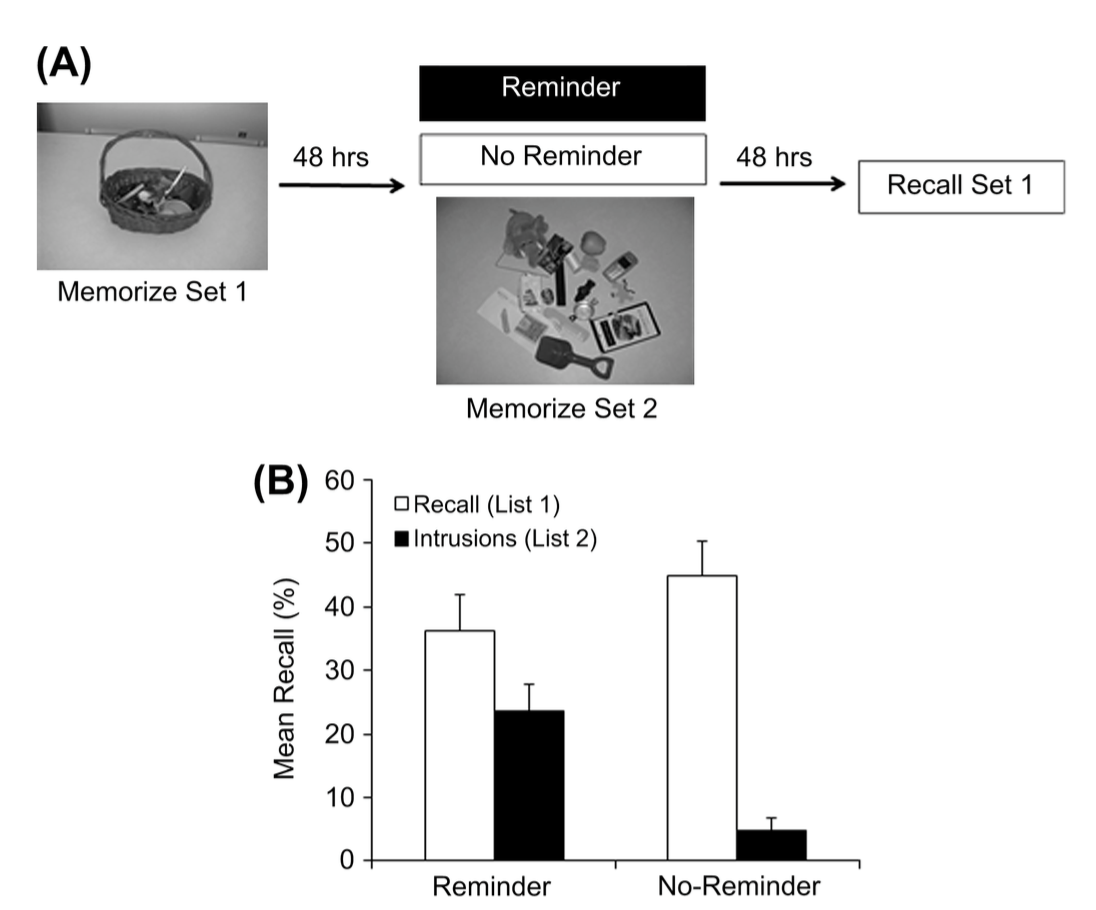 (A)
Reminder
No Reminder
48 hrs
48 hrs
Recall Set 1
Memorize Set 1
Memorize Set 2
(B)
60
50
40
30
20
10
0
Mean Recall (%)
Recall (List 1)
Intrusions (List 2)
Reminder
No-Reminder